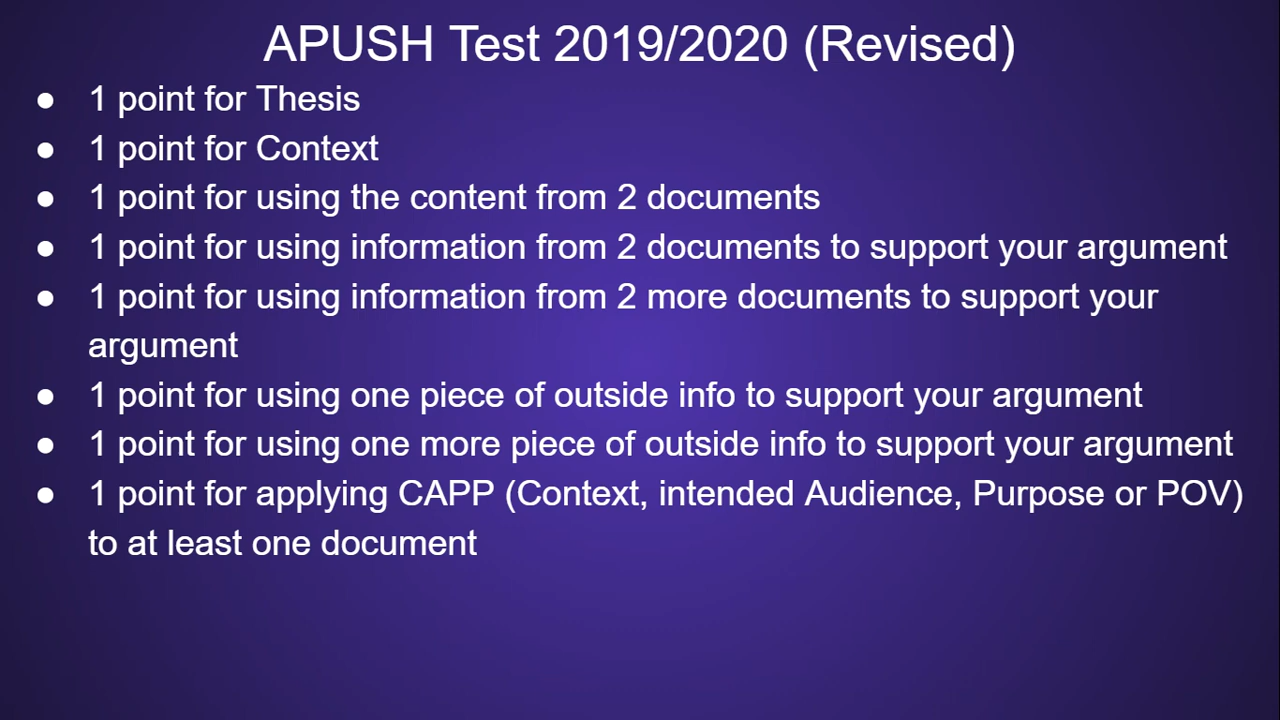 APUSH Test 2019/2020 (Revised)
● 1 point for Thesis
● 1 point for Context
● 1 point for using the content from 2 documents
● 1 point for using information from 2 documents to support your argument
● 1 point for using information from 2 more documents to support your
argument
● 1 point for using one piece of outside info to support your argument
● 1 point for using one more piece of outside info to support your argument
● 1 point for applying CAPP (Context, intended Audience, Purpose or POV)
to at least one document